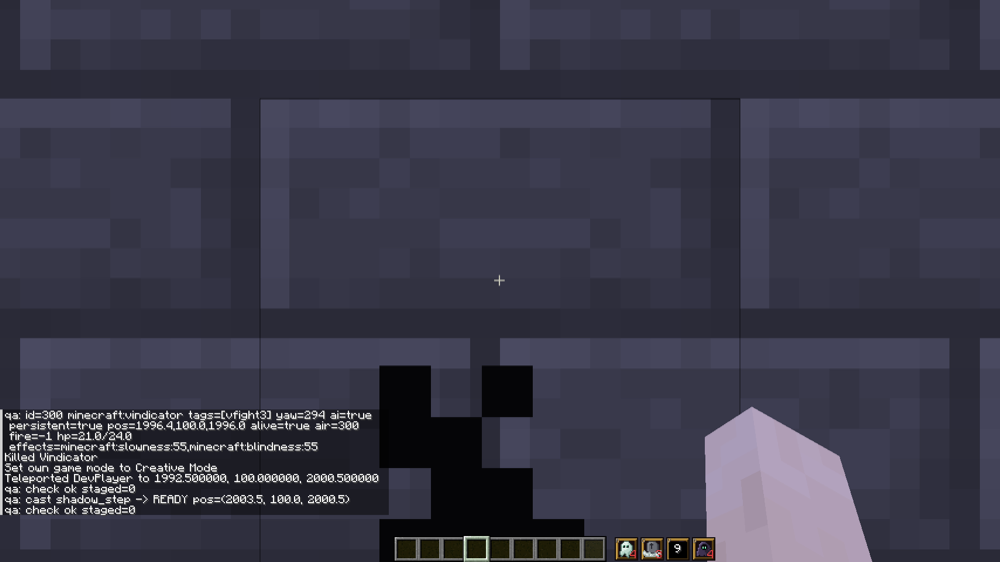 qa: id=300 minecraft:vindicator tags=[vfight3] yaw=294 ai=true
persistent=true pos=1996.4,100.0,1996.0 alive=true air=300
fire=-1 hp=21.0/24.0
effects=minecraft:slowness:55,minecraft:blindness:55
Killed Vindicator
Set own game mode to Creative Mode
Teleported DevPlayer to 1992.500000, 100.000000, 2000.500000
qa: check ok staged=0
qa: cast shadow_step -> READY pos=(2003.5, 100.0, 2000.5)
qa: check ok staged=0
9